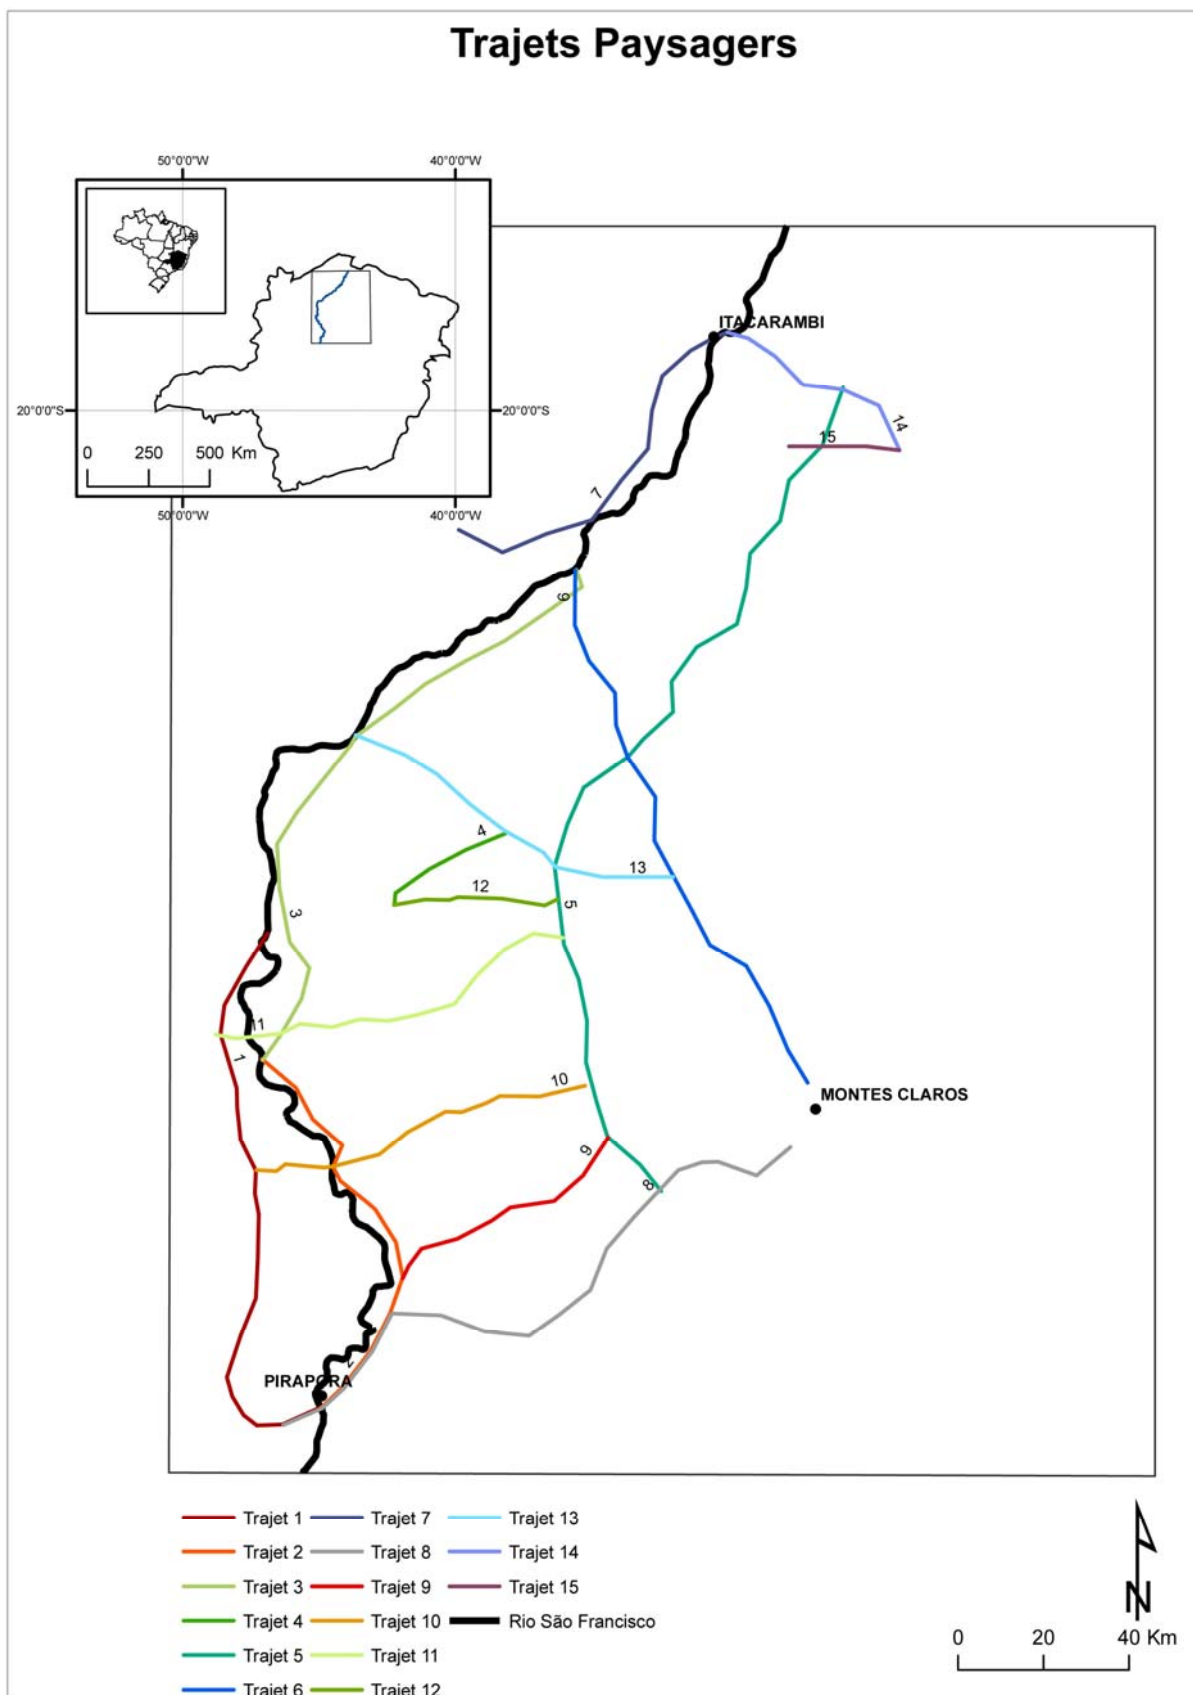 Trajets Paysagers
50°0'0"W 40°0'0"W
20°0'0"S 20°0'0"S
0 250 500 Km
50°0'0"W 40°0'0"W
ITACARAMBI
14
15
7
6
4
13
12
5
3
11
1
10
MONTES CLAROS
9
8
2
PIRAPORA
Trajet 1 Trajet 7 Trajet 13
Trajet 2 Trajet 8 Trajet 14
Trajet 3 Trajet 9 Trajet 15
Trajet 4 Trajet 10 Rio São Francisco
Trajet 5 Trajet 11
Trajet 6 Trajet 12
N
0 20 40 Km